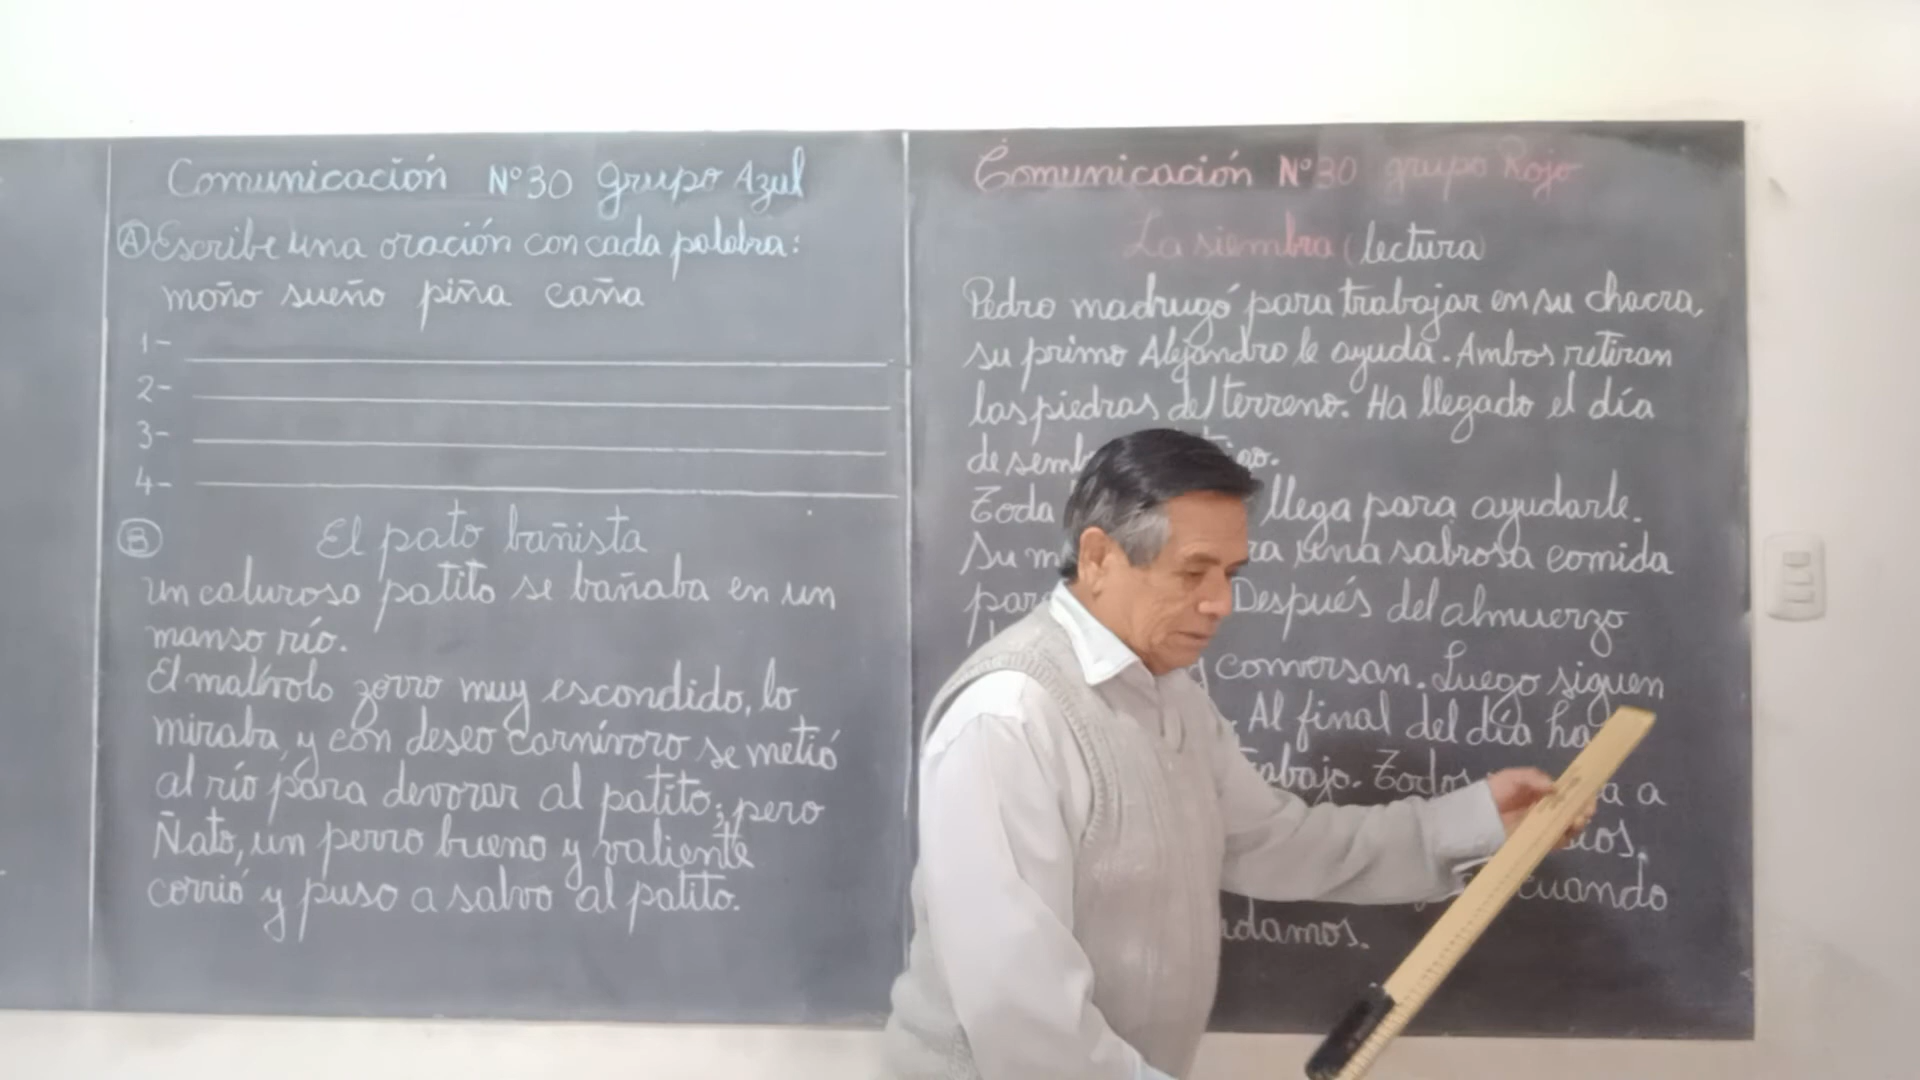 Comunicación N°30 grupo Azul
Ⓐ Escribe una oración con cada palabra:
moño sueño piña caña
1-
2-
3-
4-
Ⓑ El pato bañista
un caluroso patito se bañaba en un
manso río.
El malévolo zorro muy escondido, lo
miraba, y con deseo carnívoro se metió
al río para devorar al patito; pero
Ñato, un perro bueno y valiente
corrió y puso a salvo al patito.
Comunicación N°30 grupo Rojo
La siembra (lectura)
Pedro madrugó para trabajar en su chacra,
su primo Alejandro le ayuda. Ambos retiran
las piedras del terreno. Ha llegado el día
de
Toda llega para ayudarle.
Su una sabrosa comida
Después del almuerzo
y conversan. Luego siguen
Al final del día
Todos a
cuando